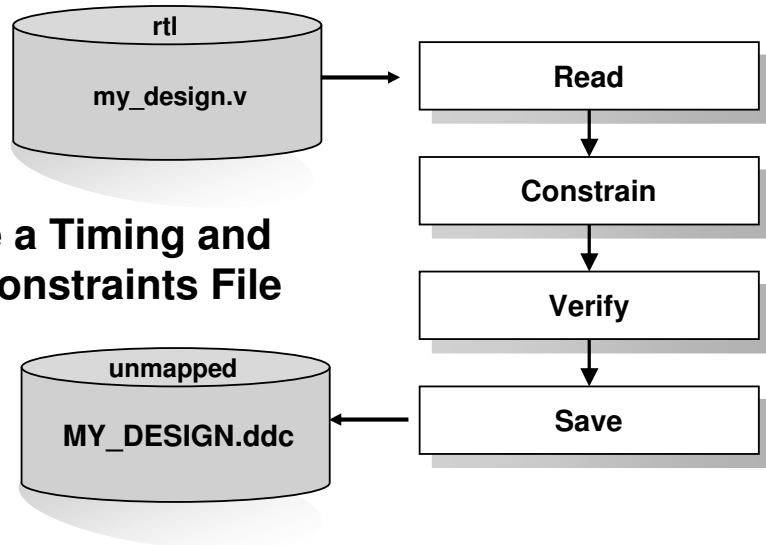 rtl
my_design.v
Read
Constrain
e a Timing and
onstraints File
Verify
unmapped
MY_DESIGN.ddc
Save